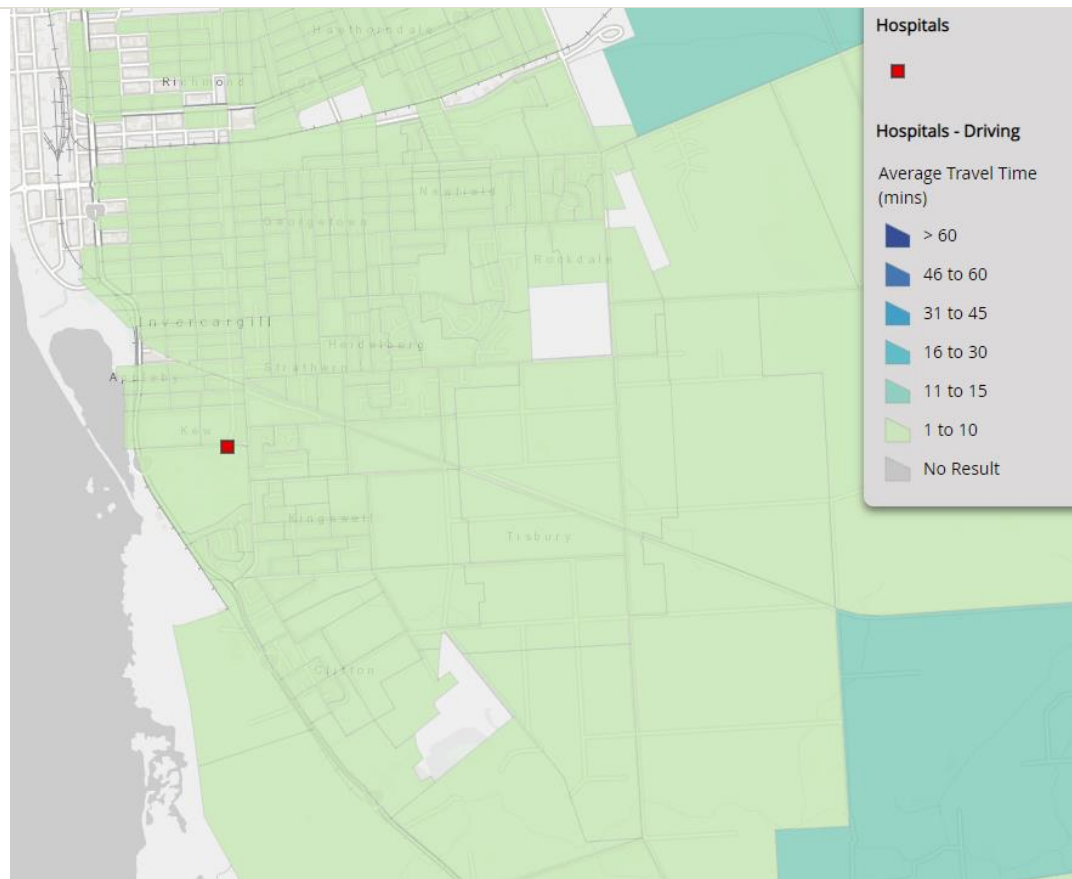 Hawthorndale
Richmond
Newfield
Georgetown
Rockdale
Invercargill
Heidelberg
Strathern
Appleby
Kew
Kingswell
Tisbury
Clifton
1
Hospitals
Hospitals - Driving
Average Travel Time
(mins)
> 60
46 to 60
31 to 45
16 to 30
11 to 15
1 to 10
No Result